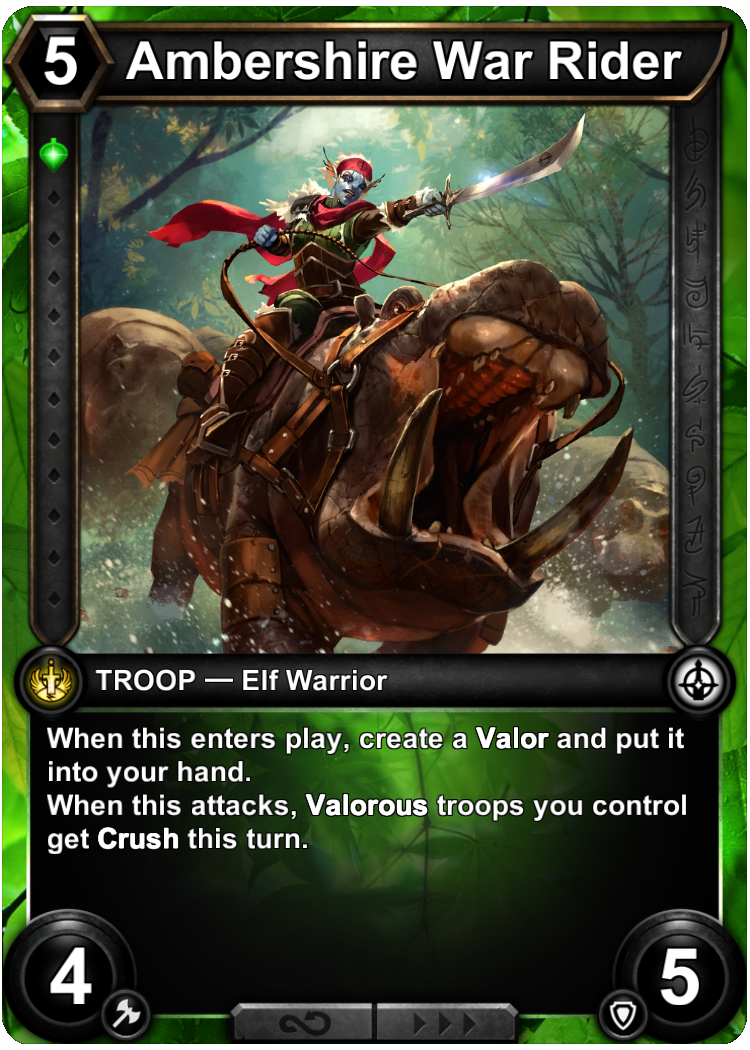 5
Ambershire War Rider
TROOP — Elf Warrior
When this enters play, create a Valor and put it
into your hand.
When this attacks, Valorous troops you control
get Crush this turn.
4
5